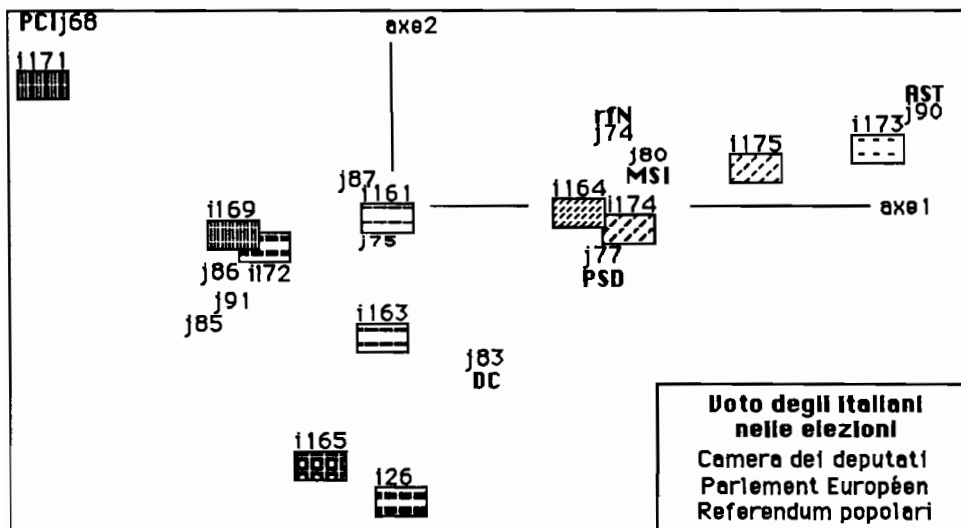 PCIj68
axe2
i171
AST
j90
i173
rfN
j74
i175
j80
MSI
j87
i161
i164
i174
axe1
i169
j75
j86 i172
j77
PSD
j91
j85
i163
j83
DC
i165
i26
Voto degli italiani
nelle elezioni
Camera dei deputati
Parlement Européen
Referendum popolari